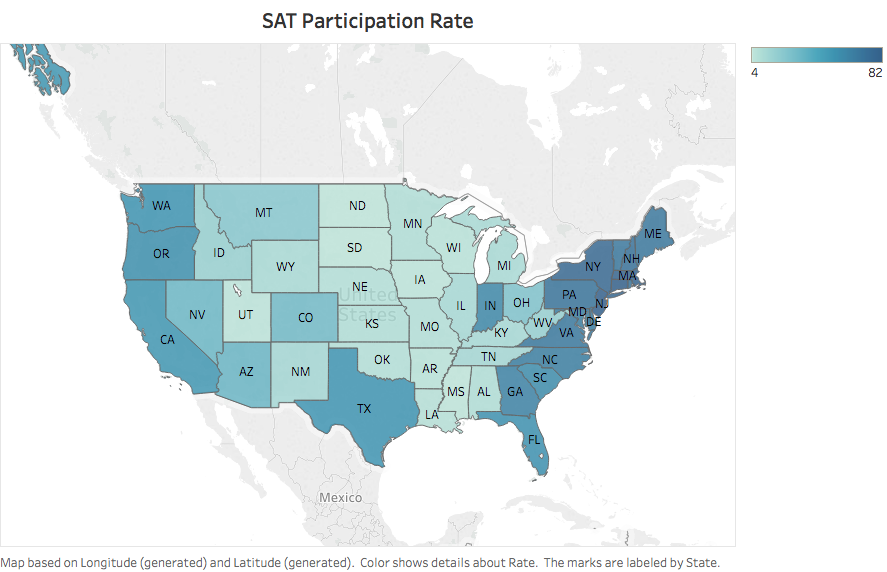 SAT Participation Rate
4 82
WA
MT
ND
MN
OR
ID
WY
SD
WI
MI
ME
NY
NH
MA
NE
IA
PA
NJ
United
States
NV
UT
CO
KS
MO
IL
IN
OH
MD
DE
WV
VA
CA
KY
AZ
NM
OK
AR
TN
NC
SC
TX
LA
MS
AL
GA
FL
Mexico
Map based on Longitude (generated) and Latitude (generated). Color shows details about Rate. The marks are labeled by State.